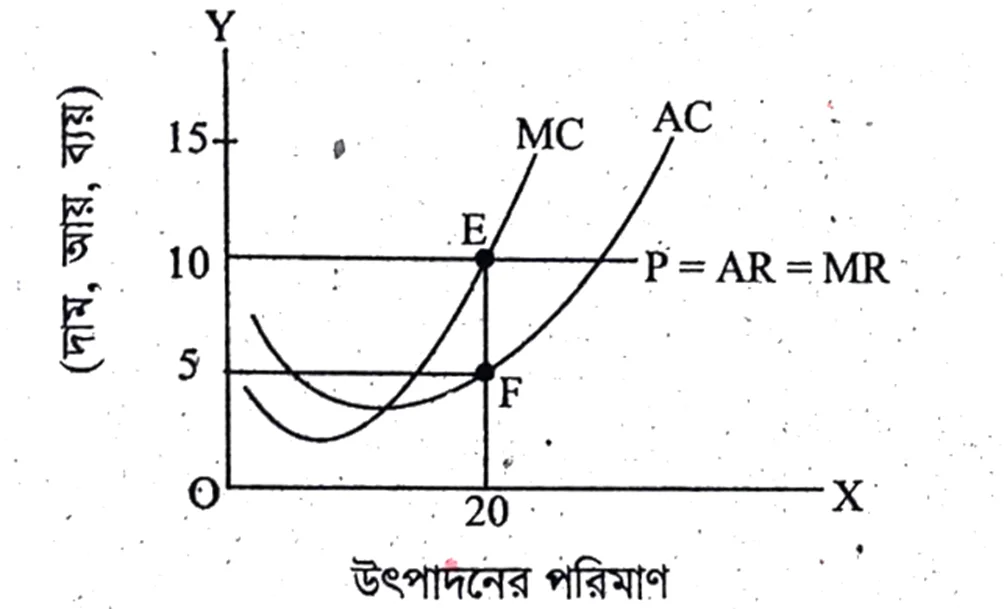 Y
(দাম, আয়, ব্যয়)
15
MC
AC
E
10
P = AR = MR
5
F
O
20
X
উৎপাদনের পরিমাণ